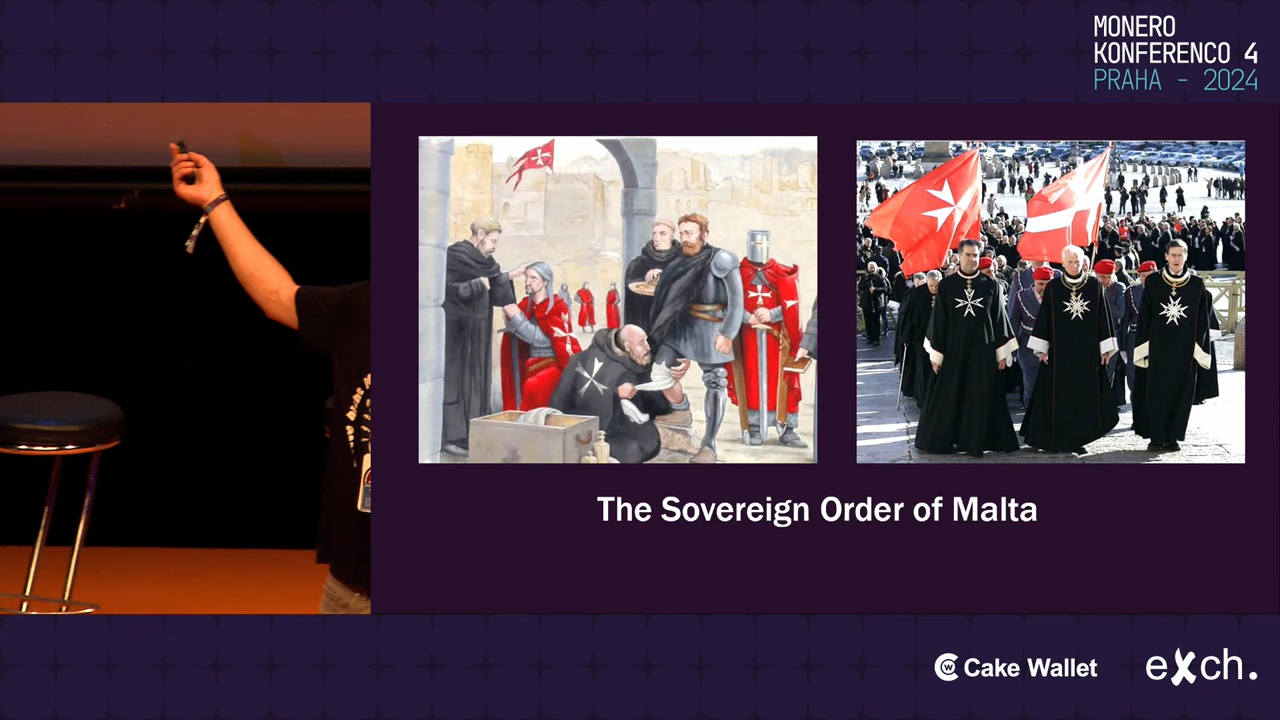 MONERO
KONFERENCO 4
PRAHA - 2024
The Sovereign Order of Malta
Cake Wallet
exch.